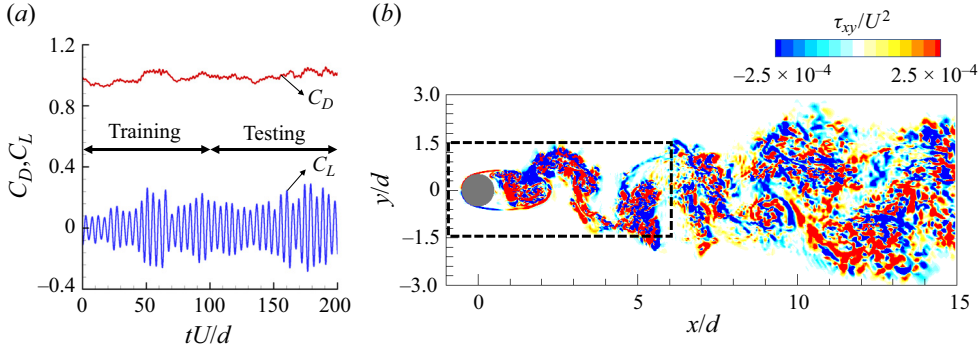 (a)
1.2
0.8
0.4
0
–0.4
C_D, C_L
C_D
Training
Testing
C_L
0
50
100
150
200
tU/d
(b)
τ_xy/U^2
–2.5 × 10^–4
2.5 × 10^–4
3.0
1.5
0
–1.5
–3.0
y/d
0
5
10
15
x/d